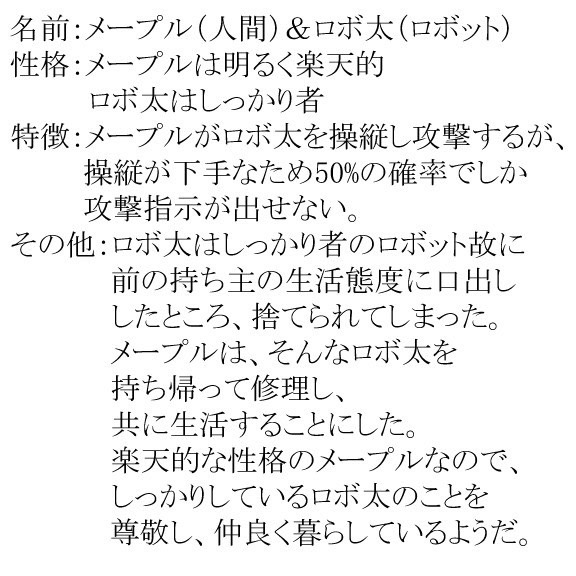 名前：メープル（人間）＆ロボ太（ロボット）
性格：メープルは明るく楽天的
ロボ太はしっかり者
特徴：メープルがロボ太を操縦し攻撃するが、
操縦が下手なため50%の確率でしか
攻撃指示が出せない。
その他：ロボ太はしっかり者のロボット故に
前の持ち主の生活態度に口出し
したところ、捨てられてしまった。
メープルは、そんなロボ太を
持ち帰って修理し、
共に生活することにした。
楽天的な性格のメープルなので、
しっかりしているロボ太のことを
尊敬し、仲良く暮らしているようだ。